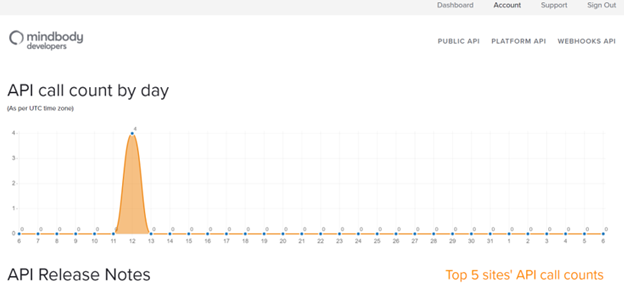 Dashboard Account Support Sign Out
mindbody
developers
PUBLIC API PLATFORM API WEBHOOKS API
API call count by day
(As per UTC time zone)
4
4
3
2
1
0 0 0 0 0 0 0 0 0 0 0 0 0 0 0 0 0 0 0 0 0 0 0 0 0 0 0 0 0 0 0
6 7 8 9 10 11 12 13 14 15 16 17 18 19 20 21 22 23 24 25 26 27 28 29 30 31 1 2 3 4 5 6
API Release Notes Top 5 sites' API call counts